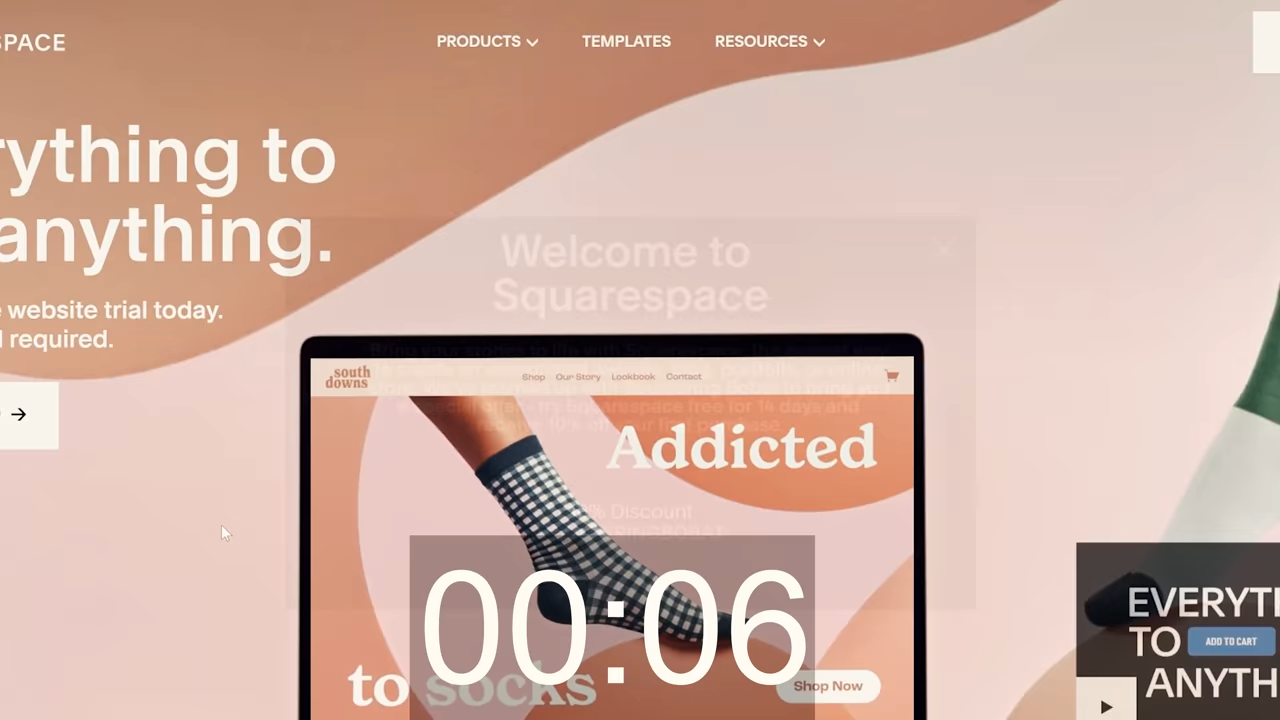 SPACE
PRODUCTS
TEMPLATES
RESOURCES
rything to
anything.
Welcome to
Squarespace
website trial today.
required.
south
downs
Shop
Our Story
Lookbook
Contact
Addicted
% Discount
00:06
to socks
Shop Now
EVERYTHI
TO ADD TO CART
ANYTH